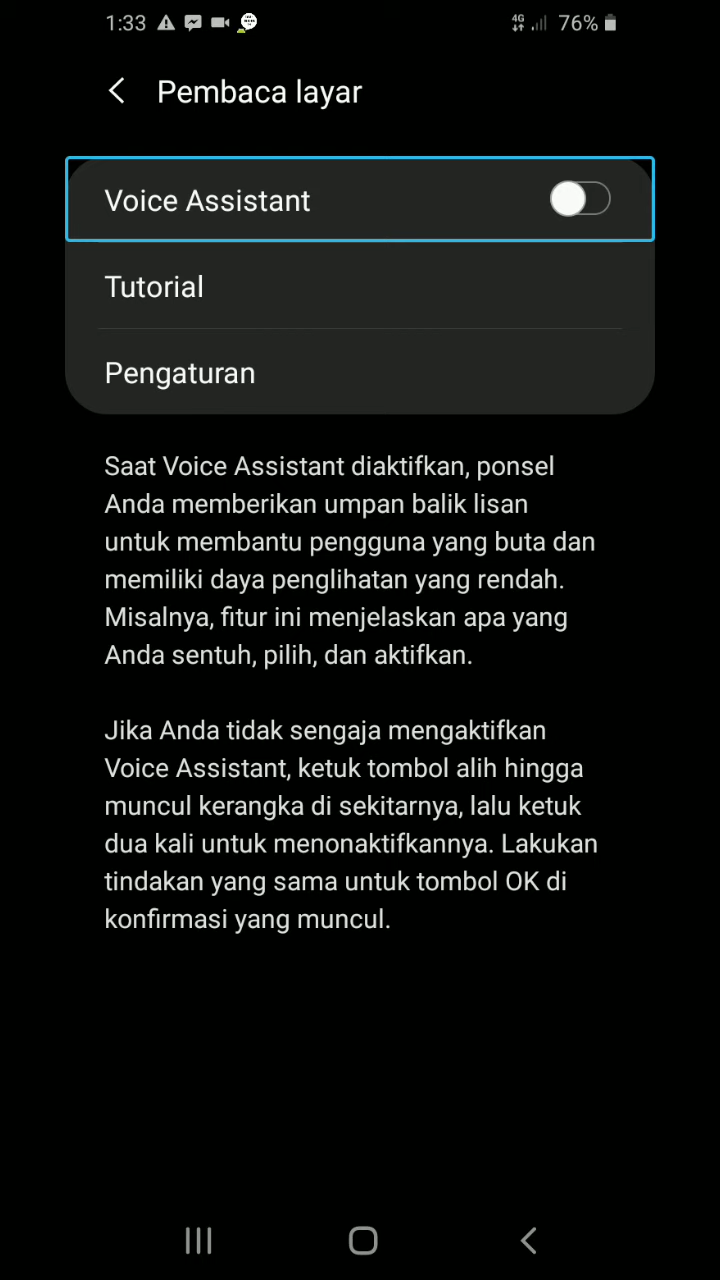 1:33
4G
76%
Pembaca layar
Voice Assistant
Tutorial
Pengaturan
Saat Voice Assistant diaktifkan, ponsel
Anda memberikan umpan balik lisan
untuk membantu pengguna yang buta dan
memiliki daya penglihatan yang rendah.
Misalnya, fitur ini menjelaskan apa yang
Anda sentuh, pilih, dan aktifkan.
Jika Anda tidak sengaja mengaktifkan
Voice Assistant, ketuk tombol alih hingga
muncul kerangka di sekitarnya, lalu ketuk
dua kali untuk menonaktifkannya. Lakukan
tindakan yang sama untuk tombol OK di
konfirmasi yang muncul.